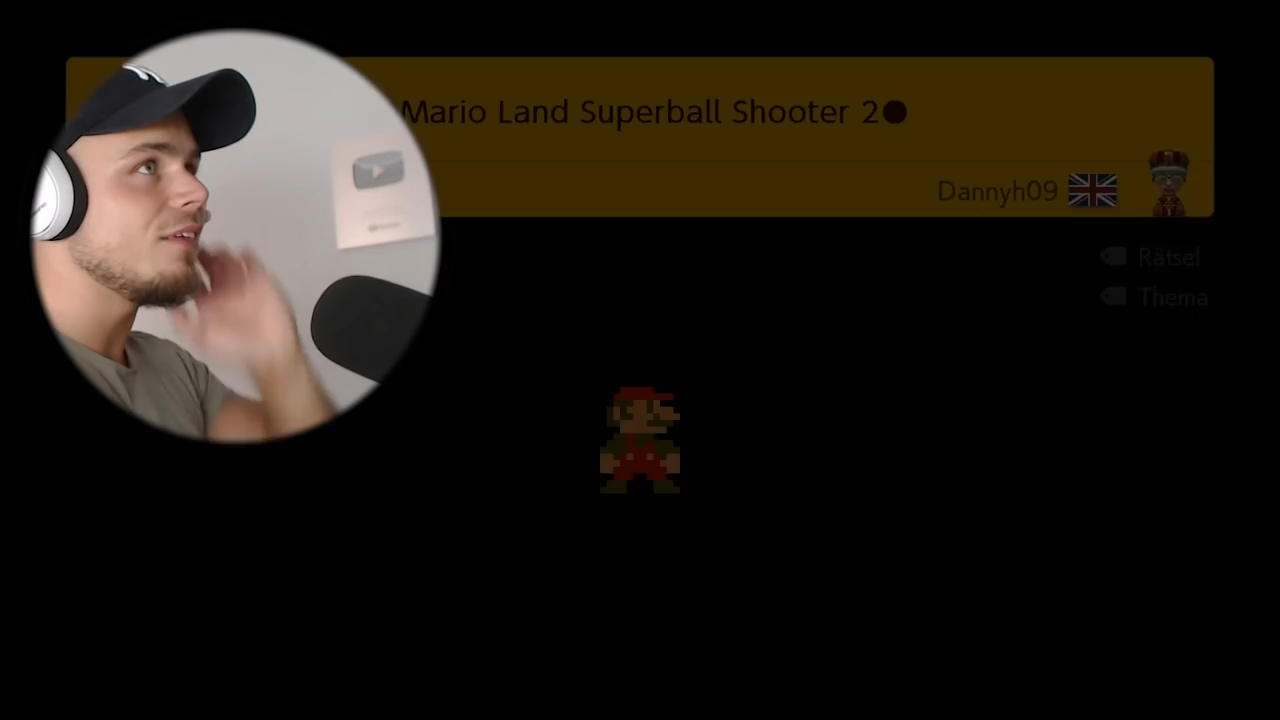 Mario Land Superball Shooter 2●
Dannyh09
Rätsel
Thema